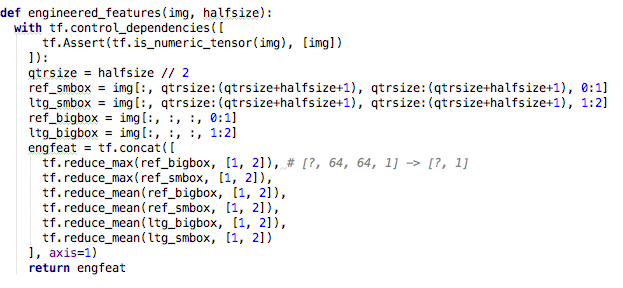 def engineered_features(img, halfsize):
  with tf.control_dependencies([
      tf.Assert(tf.is_numeric_tensor(img), [img])
    ]):
    qtrsize = halfsize // 2
    ref_smbox = img[:, qtrsize:(qtrsize+halfsize+1), qtrsize:(qtrsize+halfsize+1), 0:1]
    ltg_smbox = img[:, qtrsize:(qtrsize+halfsize+1), qtrsize:(qtrsize+halfsize+1), 1:2]
    ref_bigbox = img[:, :, :, 0:1]
    ltg_bigbox = img[:, :, :, 1:2]
    engfeat = tf.concat([
      tf.reduce_max(ref_bigbox, [1, 2]), # [?, 64, 64, 1] -> [?, 1]
      tf.reduce_max(ref_smbox, [1, 2]),
      tf.reduce_mean(ref_bigbox, [1, 2]),
      tf.reduce_mean(ref_smbox, [1, 2]),
      tf.reduce_mean(ltg_bigbox, [1, 2]),
      tf.reduce_mean(ltg_smbox, [1, 2])
    ], axis=1)
    return engfeat